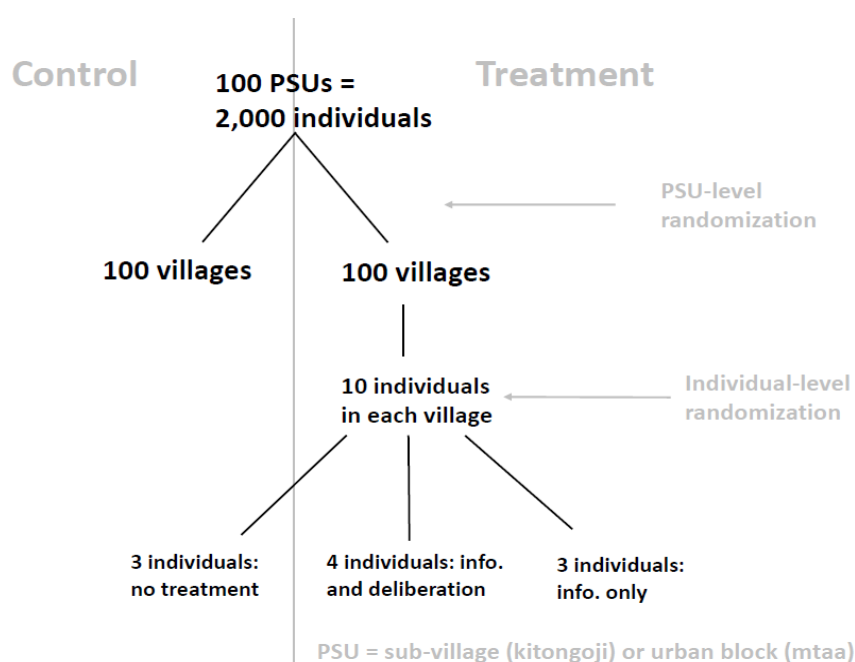 Control
Treatment
100 PSUs =
2,000 individuals
PSU-level
randomization
100 villages
100 villages
10 individuals
in each village
Individual-level
randomization
3 individuals:
no treatment
4 individuals: info.
and deliberation
3 individuals:
info. only
PSU = sub-village (kitongoji) or urban block (mtaa)